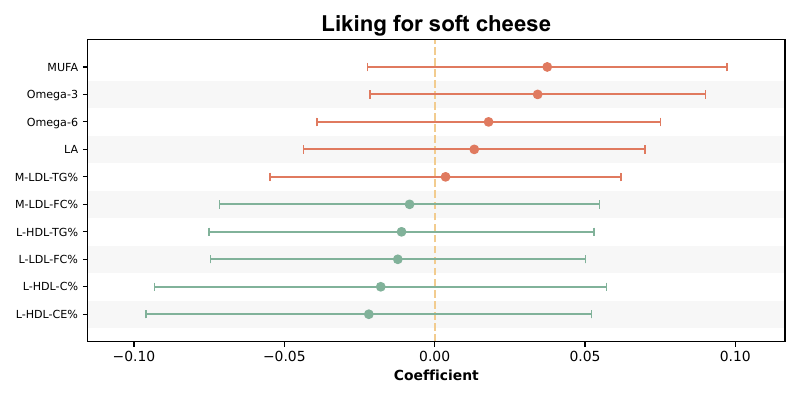 Liking for soft cheese
MUFA
Omega-3
Omega-6
LA
M-LDL-TG%
M-LDL-FC%
L-HDL-TG%
L-LDL-FC%
L-HDL-C%
L-HDL-CE%
−0.10 −0.05 0.00 0.05 0.10
Coefficient